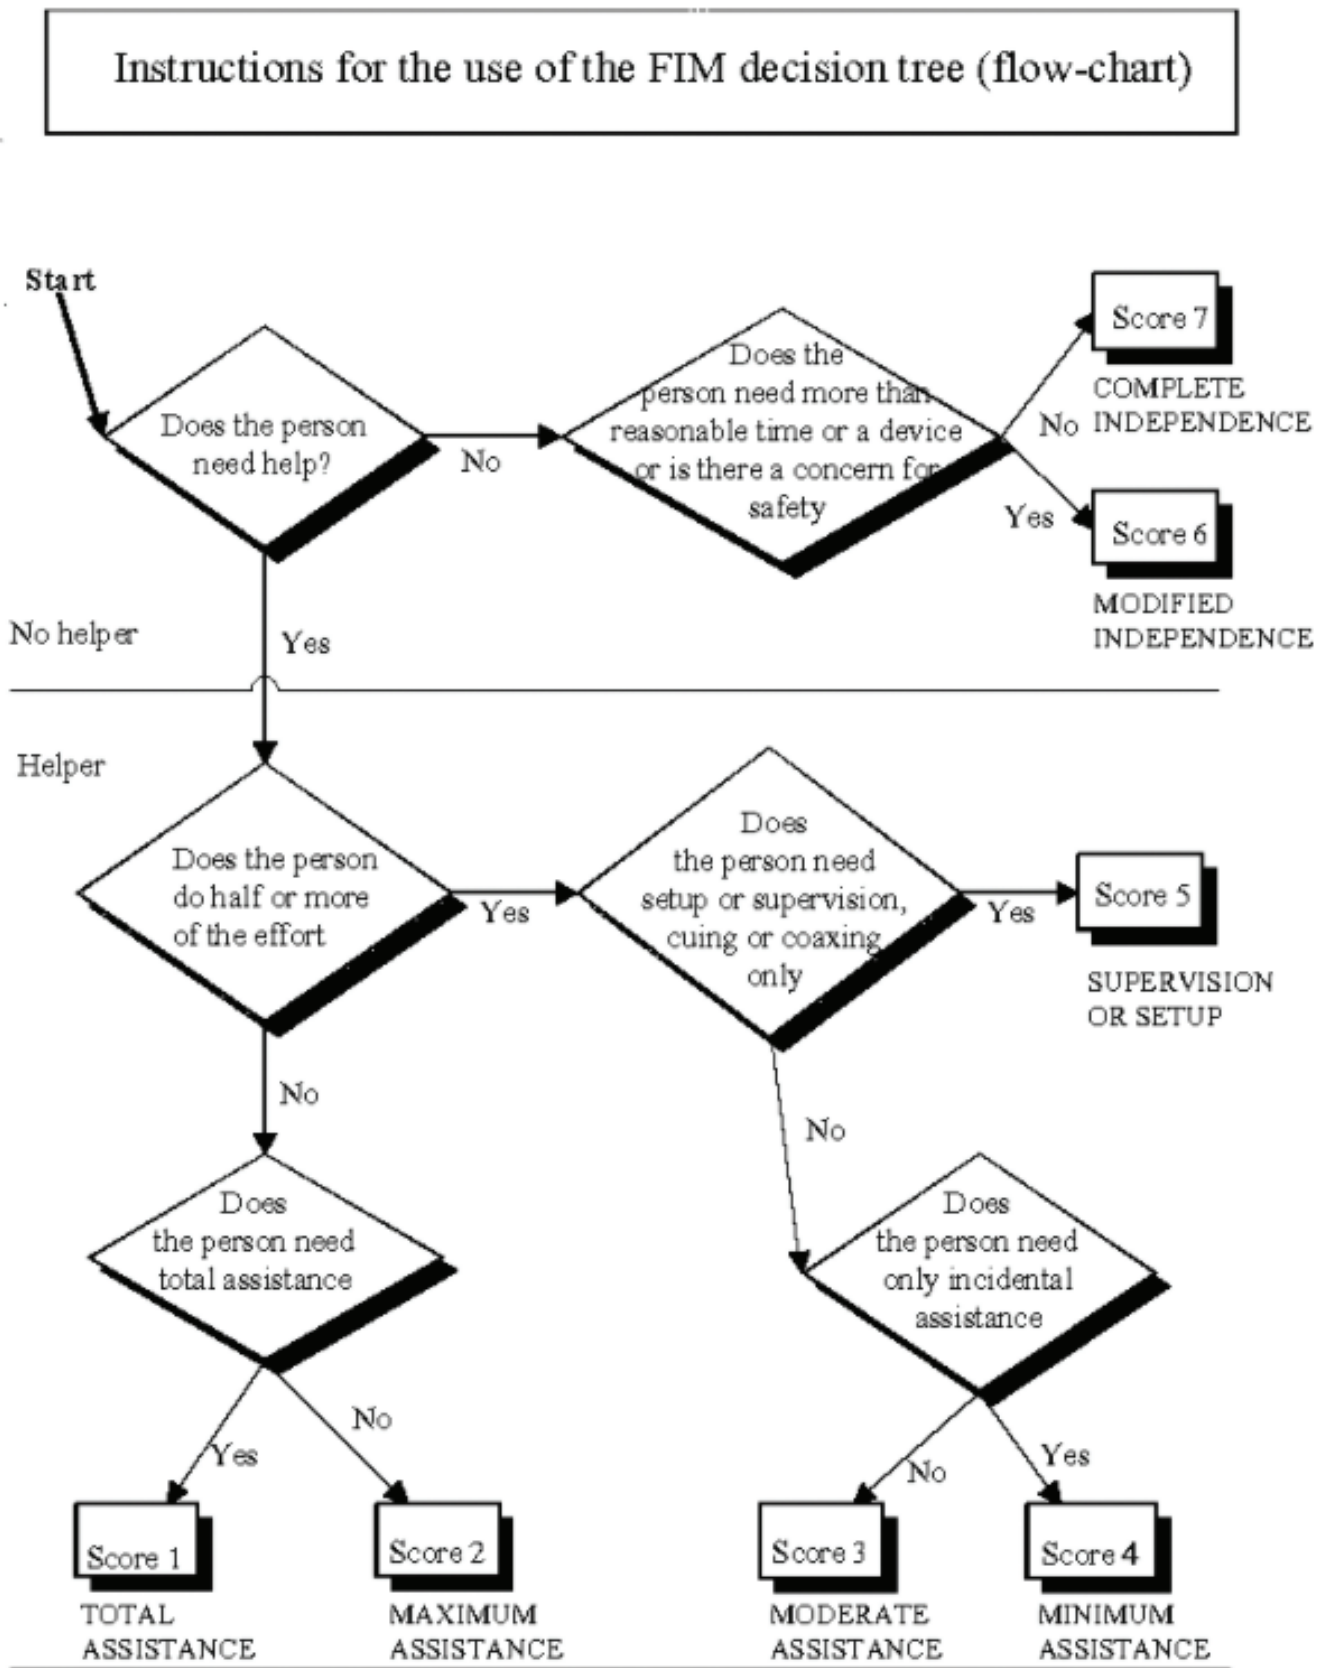 Instructions for the use of the FIM decision tree (flow-chart)
Start
Does the person
need help?
No
Does the
person need more than
reasonable time or a device
or is there a concern for
safety
No
Score 7
COMPLETE
INDEPENDENCE
Yes
Score 6
MODIFIED
INDEPENDENCE
No helper
Yes
Helper
Does the person
do half or more
of the effort
Yes
Does
the person need
setup or supervision,
cuing or coaxing
only
Yes
Score 5
SUPERVISION
OR SETUP
No
No
Does
the person need
total assistance
Does
the person need
only incidental
assistance
Yes
No
No
Yes
Score 1
TOTAL
ASSISTANCE
Score 2
MAXIMUM
ASSISTANCE
Score 3
MODERATE
ASSISTANCE
Score 4
MINIMUM
ASSISTANCE